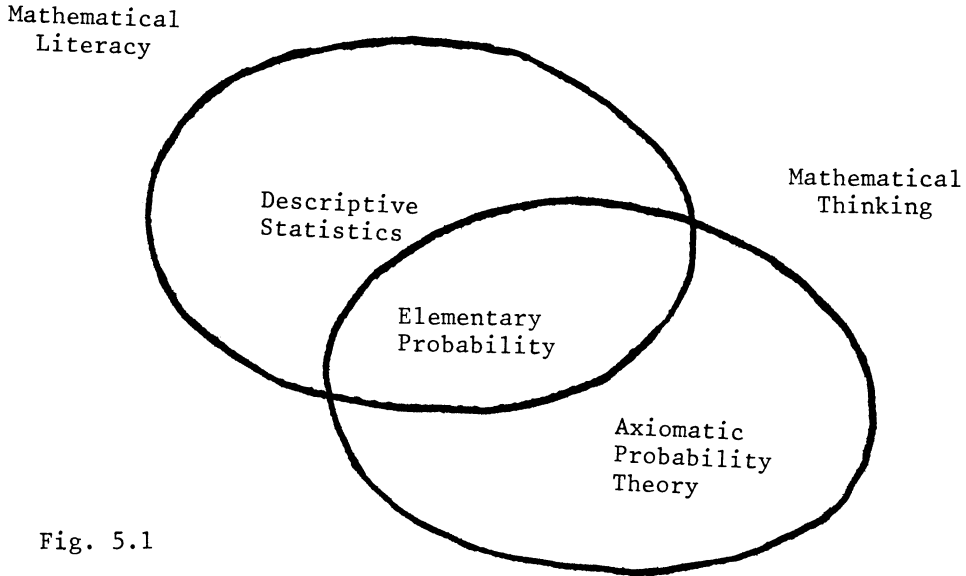 Mathematical
Literacy
Mathematical
Thinking
Descriptive
Statistics
Elementary
Probability
Axiomatic
Probability
Theory
Fig. 5.1